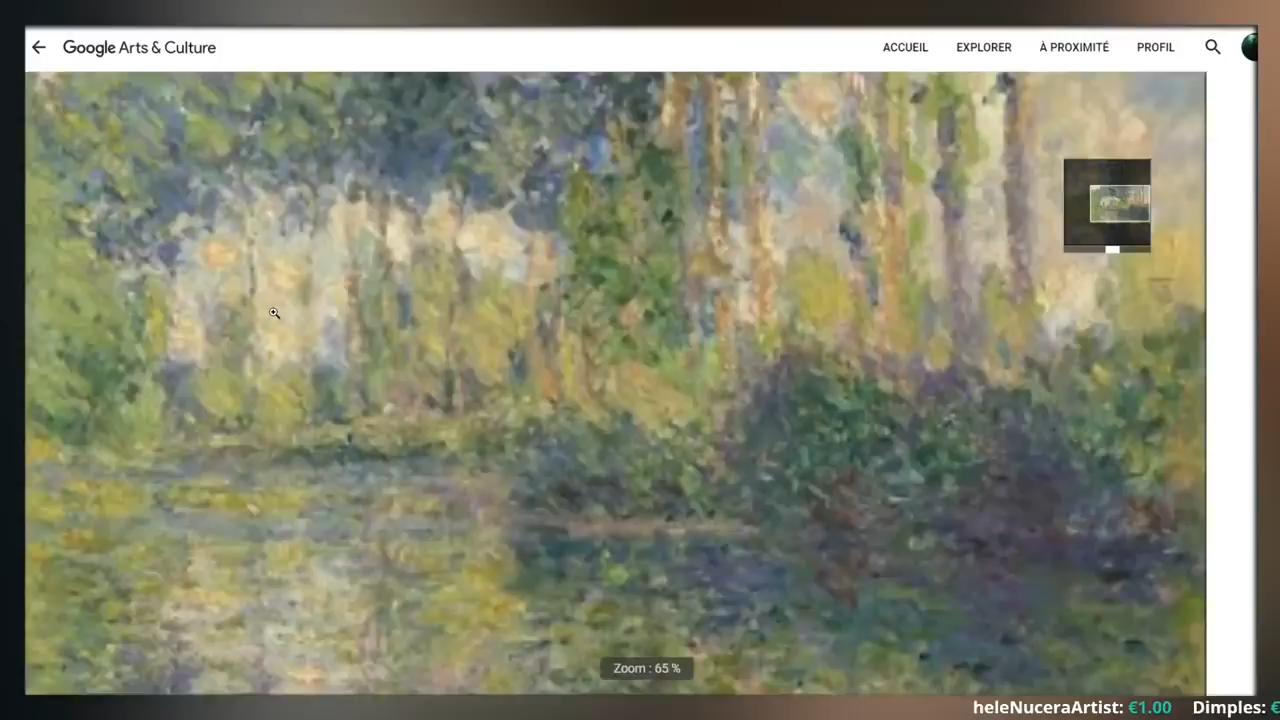 Google Arts & Culture
ACCUEIL EXPLORER À PROXIMITÉ PROFIL
Zoom : 65 %
heleNuceraArtist: €1.00 Dimples: €